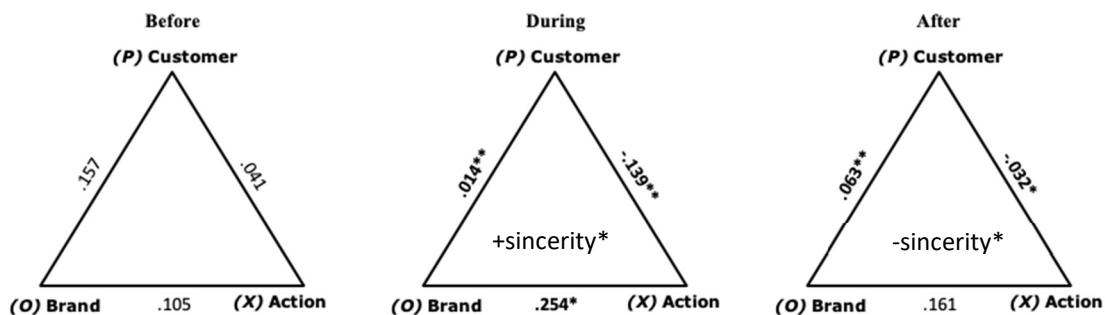 Before
(P) Customer
.157
.041
(O) Brand
.105
(X) Action
During
(P) Customer
.014**
-.139**
+sincerity*
(O) Brand
.254*
(X) Action
After
(P) Customer
.063**
-.032*
-sincerity*
(O) Brand
.161
(X) Action